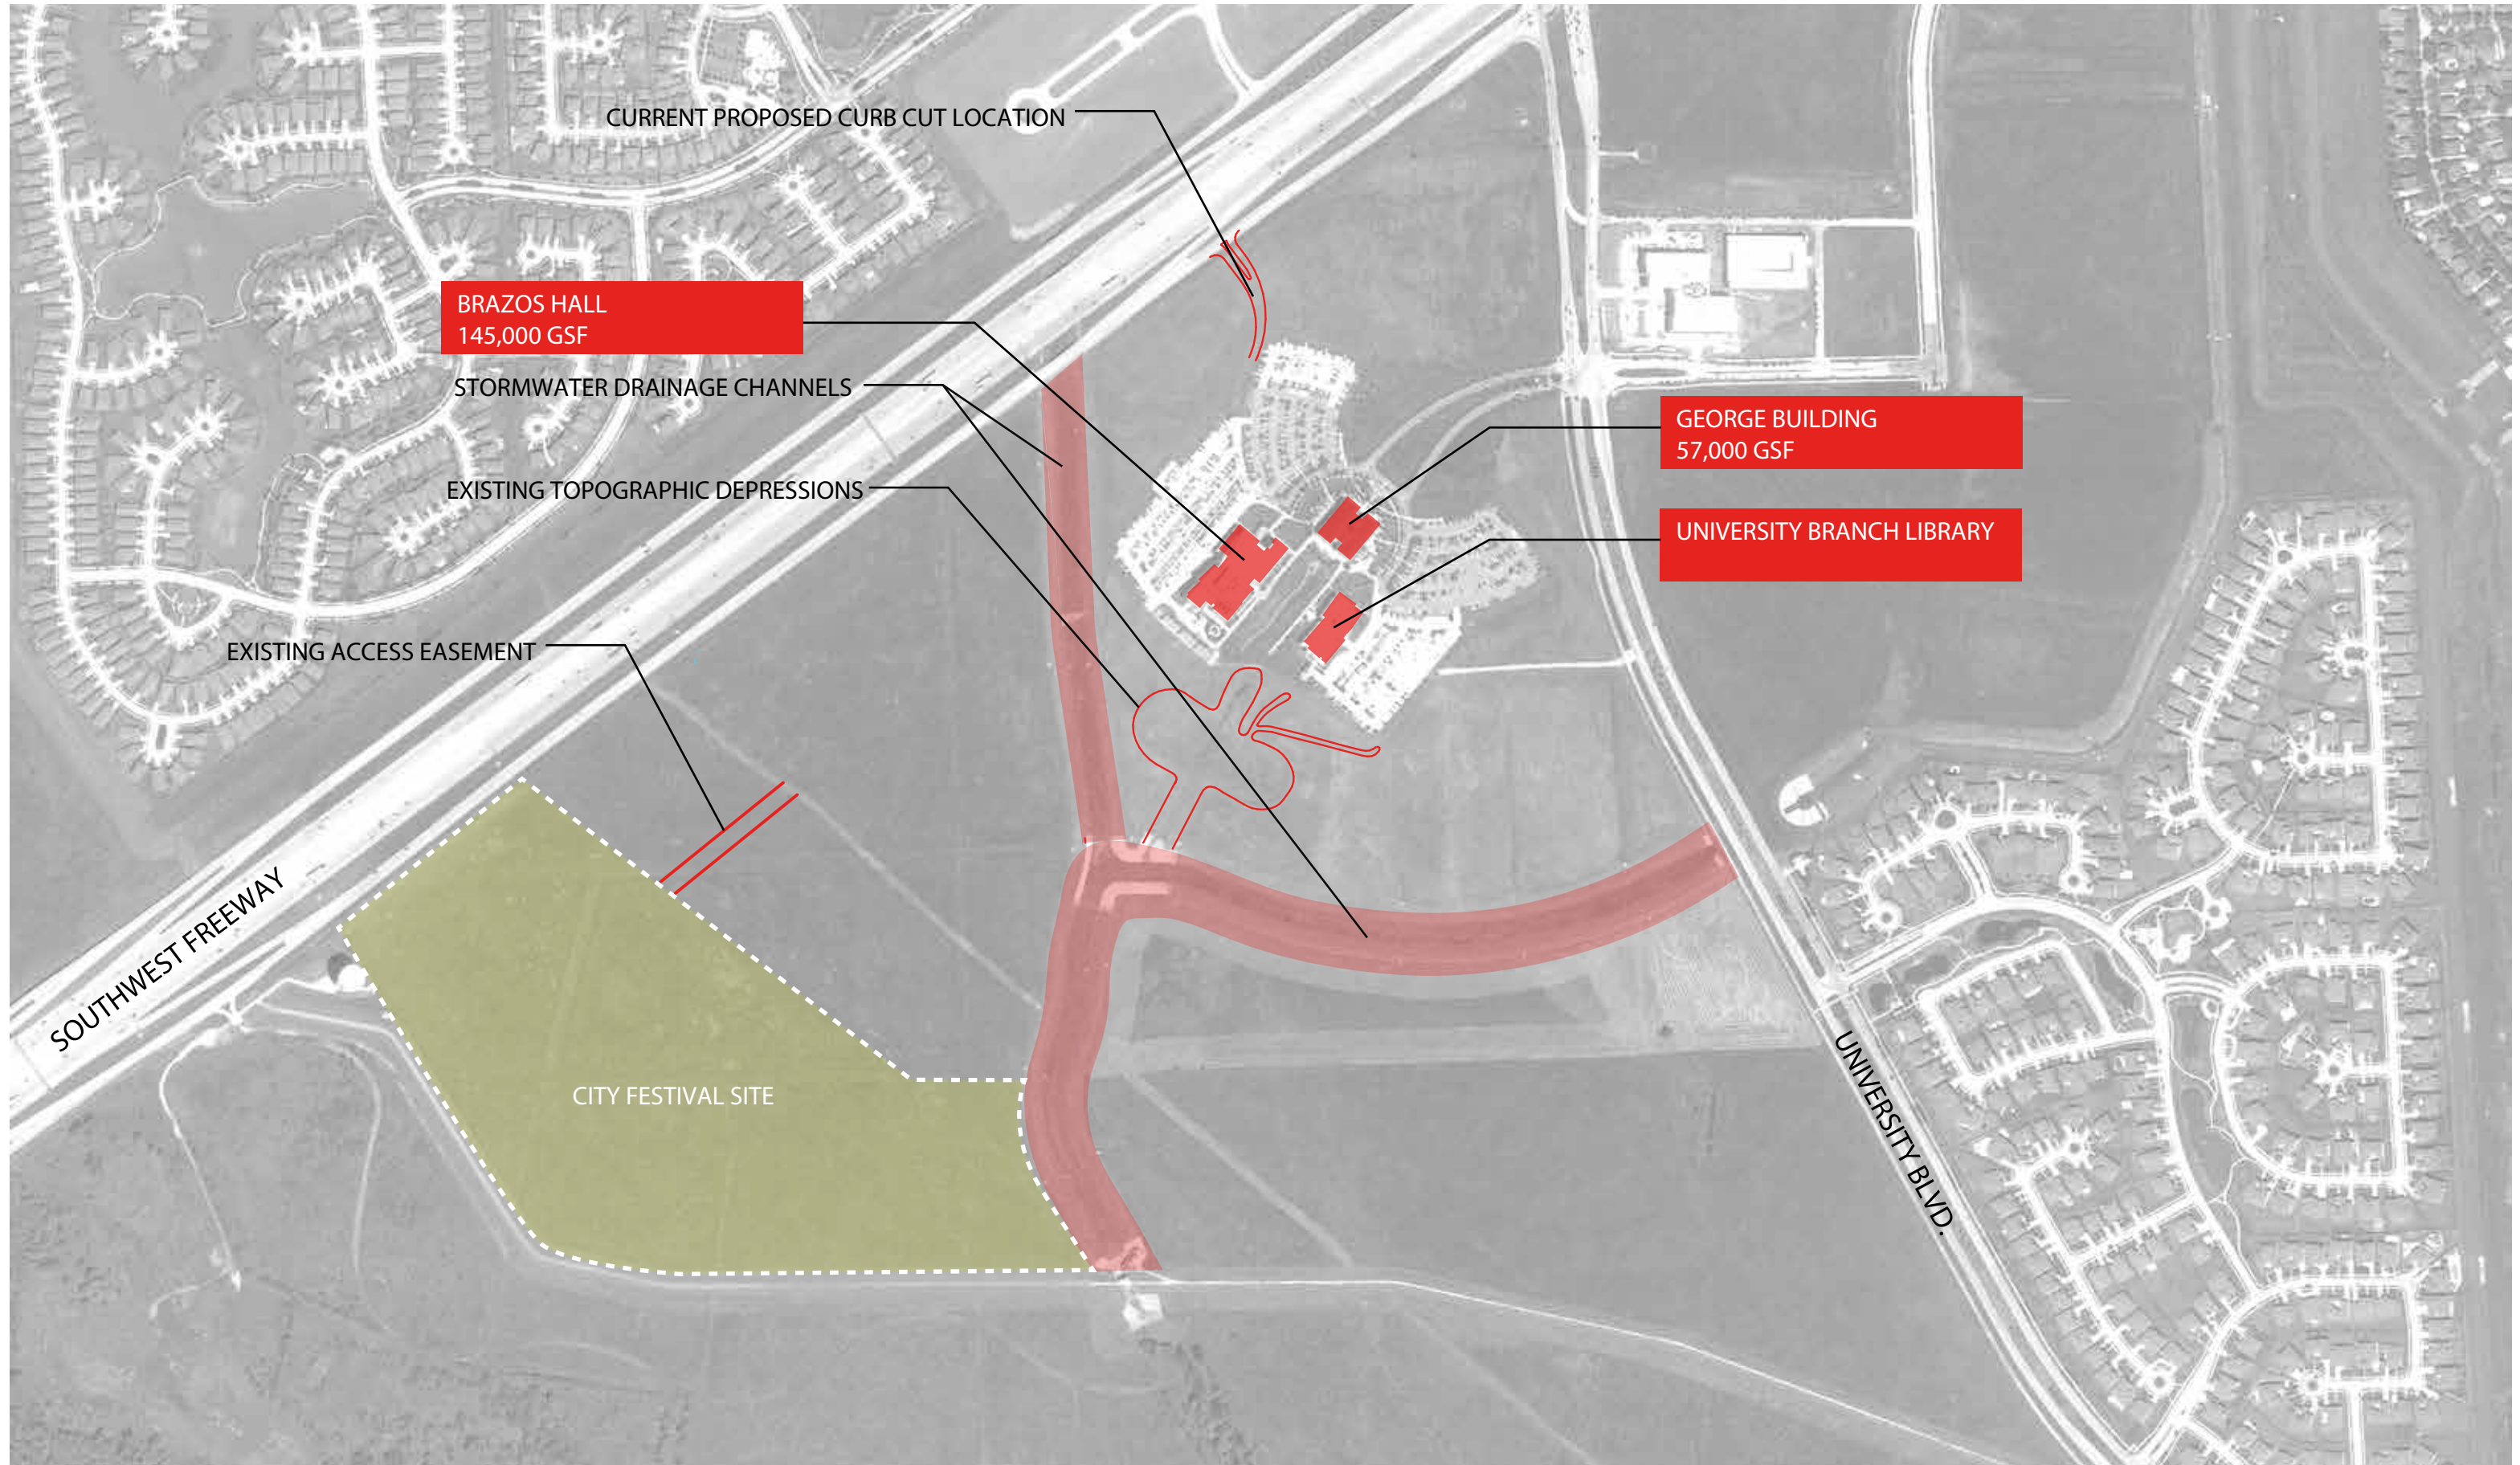 CURRENT PROPOSED CURB CUT LOCATION
BRAZOS HALL
145,000 GSF
STORMWATER DRAINAGE CHANNELS
GEORGE BUILDING
57,000 GSF
EXISTING TOPOGRAPHIC DEPRESSIONS
UNIVERSITY BRANCH LIBRARY
EXISTING ACCESS EASEMENT
SOUTHWEST FREEWAY
CITY FESTIVAL SITE
UNIVERSITY BLVD.